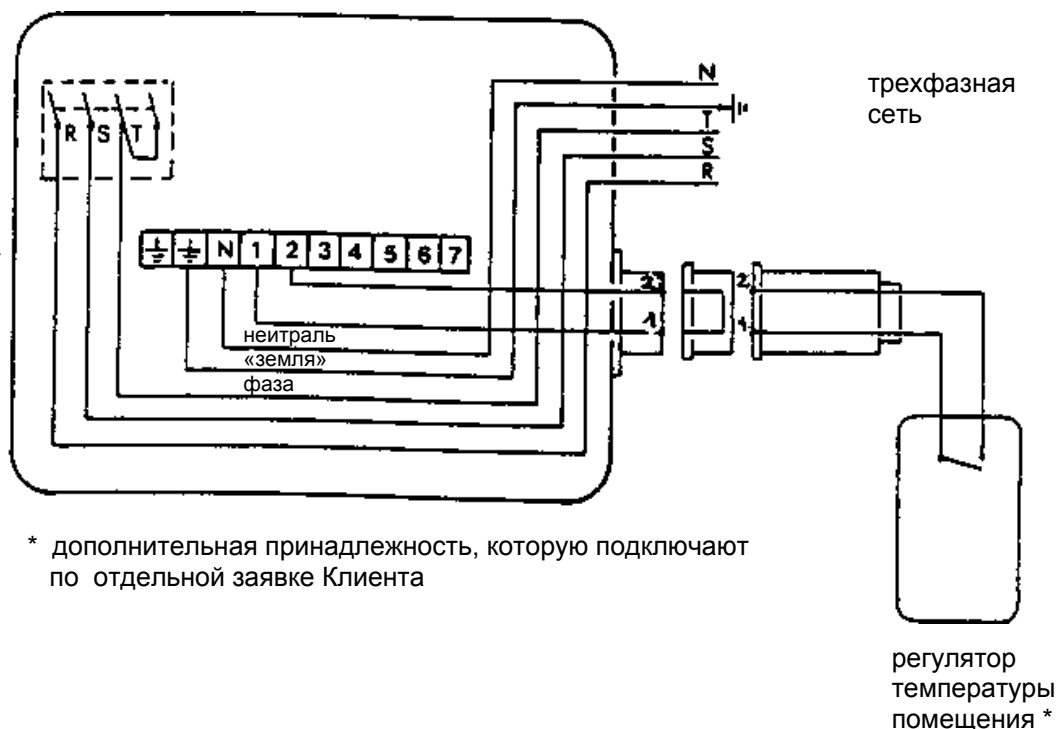 N
трехфазная
сеть
T
S
R
R S T
N 1 2 3 4 5 6 7
2
1
2
1
неитраль
«земля»
фаза
* дополнительная принадлежность, которую подключают
по отдельной заявке Клиента
регулятор
температуры
помещения *